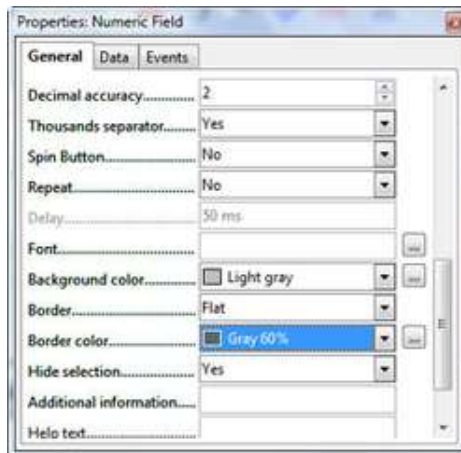 Properties: Numeric Field
General Data Events
Decimal accuracy............. 2
Thousands separator........ Yes
Spin Button....................... No
Repeat............................... No
Delay................................. 50 ms
Font...................................
Background color............. Light gray
Border................................ Flat
Border color...................... Gray 60%
Hide selection................... Yes
Additional information.....
Help text...........................